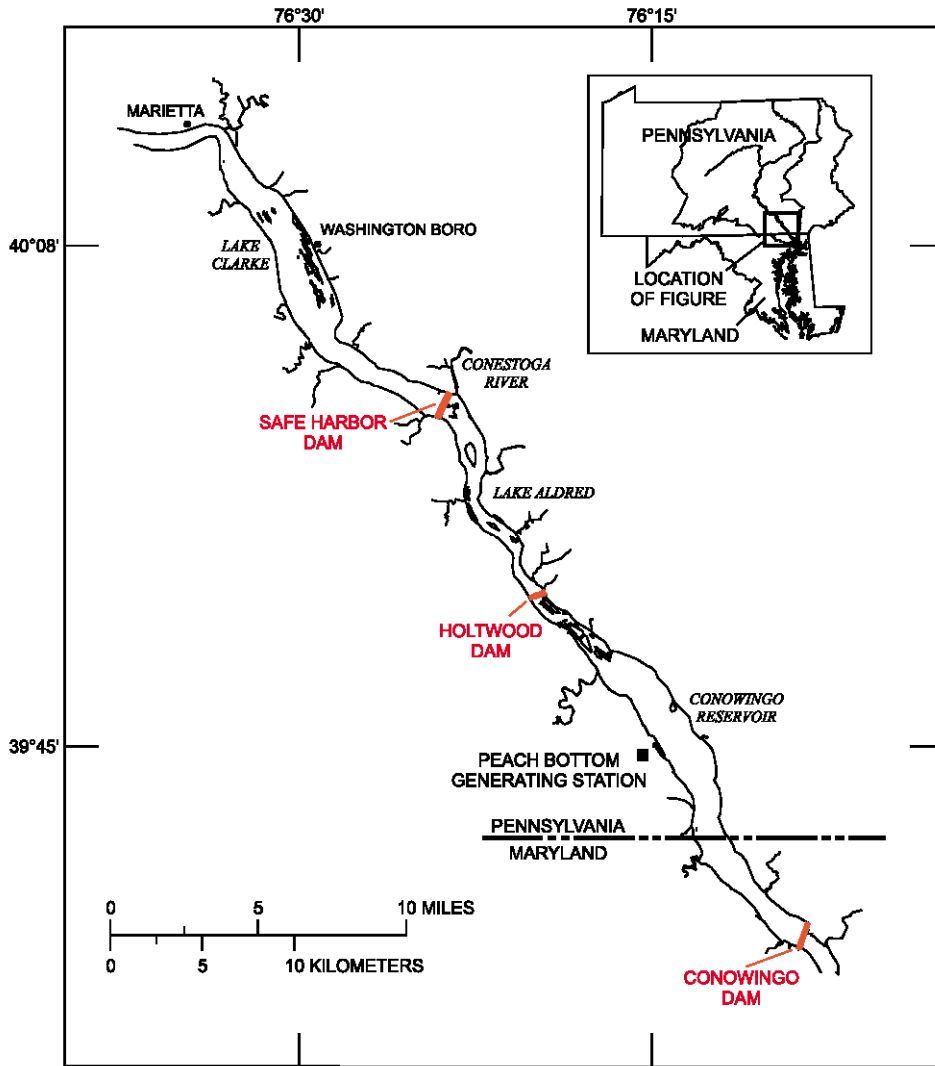 76°30'
76°15'
MARIETTA
PENNSYLVANIA
WASHINGTON BORO
40°08'
LAKE
CLARKE
LOCATION
OF FIGURE
MARYLAND
CONESTOGA
RIVER
SAFE HARBOR
DAM
LAKE ALDRED
HOLTWOOD
DAM
CONOWINGO
RESERVOIR
39°45'
PEACH BOTTOM
GENERATING STATION
PENNSYLVANIA
MARYLAND
0 5 10 MILES
0 5 10 KILOMETERS
CONOWINGO
DAM